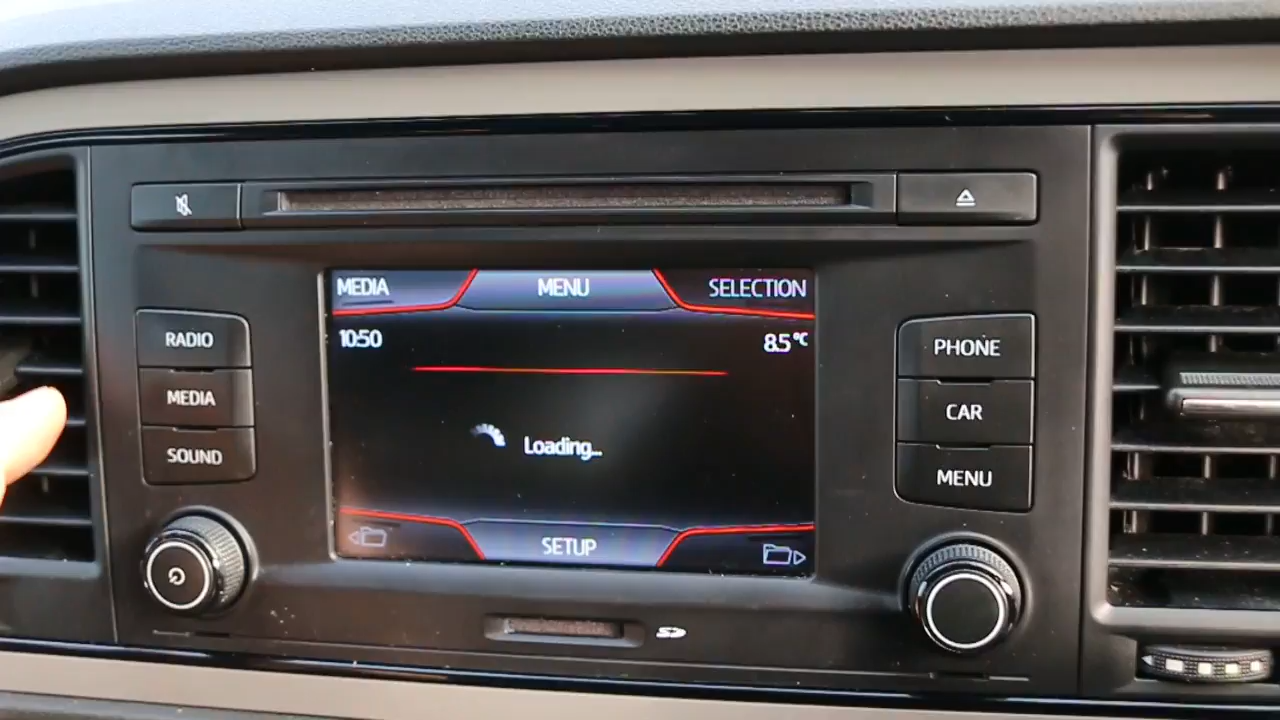 MEDIA MENU SELECTION
10:50 8.5°C
Loading...
SETUP
RADIO
MEDIA
SOUND
PHONE
CAR
MENU
SD